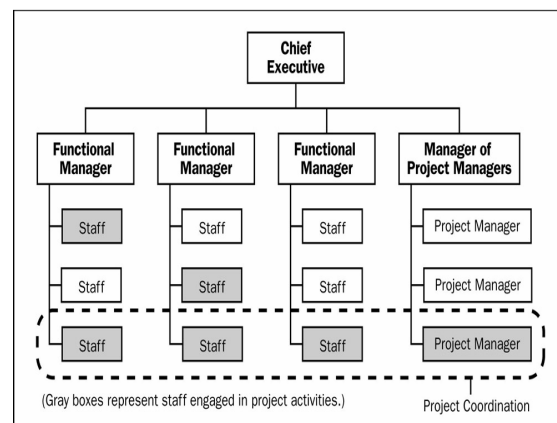 Chief
Executive
Functional
Manager
Functional
Manager
Functional
Manager
Manager of
Project Managers
Staff
Staff
Staff
Project Manager
Staff
Staff
Staff
Project Manager
Staff
Staff
Staff
Project Manager
(Gray boxes represent staff engaged in project activities.)
Project Coordination